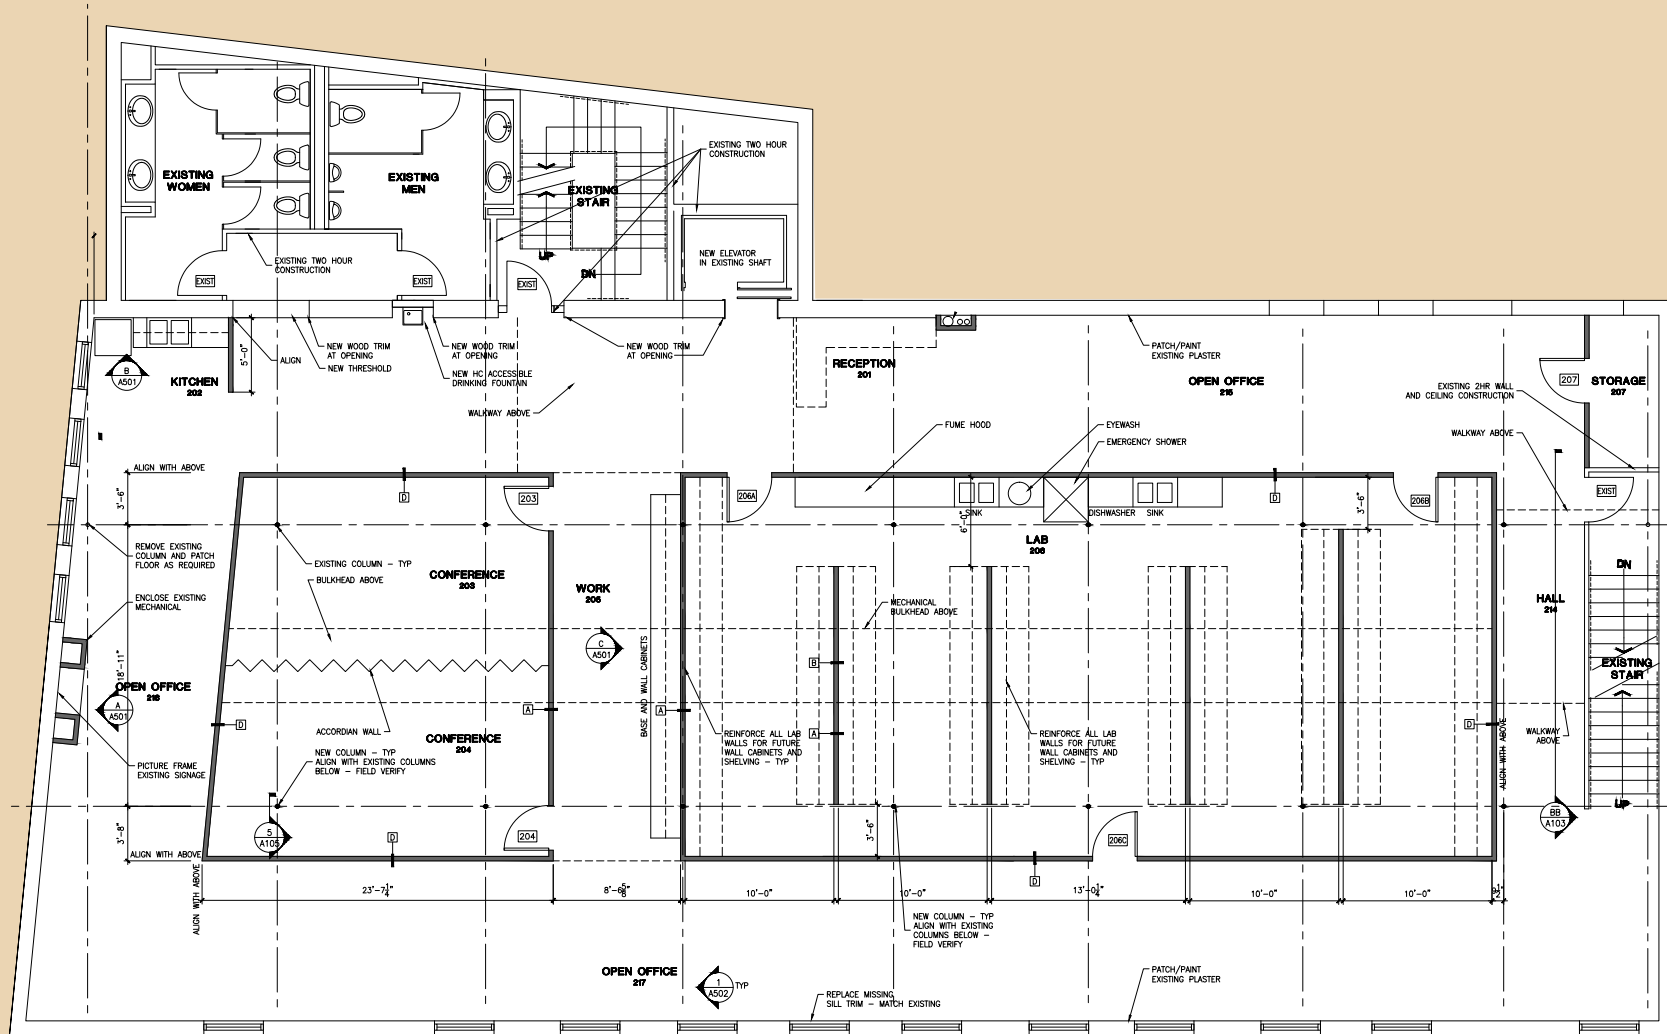 EXISTING
WOMEN
EXISTING
MEN
EXISTING
STAIR
EXISTING TWO HOUR
CONSTRUCTION
NEW ELEVATOR
IN EXISTING SHAFT
UP
DN
EXISTING TWO HOUR
CONSTRUCTION
EXIST
EXIST
EXIST
B
A501
KITCHEN
202
5'-0"
ALIGN
NEW WOOD TRIM
AT OPENING
NEW THRESHOLD
NEW WOOD TRIM
AT OPENING
NEW HC ACCESSIBLE
DRINKING FOUNTAIN
WALKWAY ABOVE
NEW WOOD TRIM
AT OPENING
RECEPTION
201
PATCH/PAINT
EXISTING PLASTER
OPEN OFFICE
215
EXISTING 2HR WALL
AND CEILING CONSTRUCTION
207
STORAGE
207
WALKWAY ABOVE
EXIST
FUME HOOD
EYEWASH
EMERGENCY SHOWER
ALIGN WITH ABOVE
3'-6"
D
203
206A
SINK
DISHWASHER
SINK
D
206B
3'-6"
6'-0"
LAB
206
REMOVE EXISTING
COLUMN AND PATCH
FLOOR AS REQUIRED
EXISTING COLUMN - TYP
BULKHEAD ABOVE
CONFERENCE
203
WORK
205
MECHANICAL
BULKHEAD ABOVE
HALL
214
DN
ENCLOSE EXISTING
MECHANICAL
C
A501
BASE AND WALL CABINETS
B
A
EXISTING
STAIR
18'-11"
OPEN OFFICE
216
A
A501
D
A
A
D
ACCORDIAN WALL
CONFERENCE
204
NEW COLUMN - TYP
ALIGN WITH EXISTING COLUMNS
BELOW - FIELD VERIFY
REINFORCE ALL LAB
WALLS FOR FUTURE
WALL CABINETS AND
SHELVING - TYP
REINFORCE ALL LAB
WALLS FOR FUTURE
WALL CABINETS AND
SHELVING - TYP
WALKWAY
ABOVE
ALIGN WITH ABOVE
PICTURE FRAME
EXISTING SIGNAGE
UP
3'-8"
5
A105
D
204
3'-6"
206C
BB
A103
ALIGN WITH ABOVE
ALIGN WITH ABOVE
D
23'-7 1/4"
8'-6 5/8"
10'-0"
10'-0"
13'-0 1/4"
10'-0"
10'-0"
9 1/2"
NEW COLUMN - TYP
ALIGN WITH EXISTING
COLUMNS BELOW -
FIELD VERIFY
OPEN OFFICE
217
1
A502
TYP
REPLACE MISSING
SILL TRIM - MATCH EXISTING
PATCH/PAINT
EXISTING PLASTER